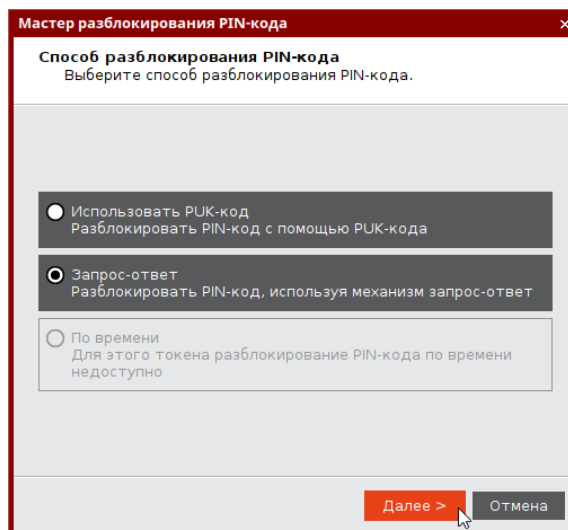 Мастер разблокирования PIN-кода
Способ разблокирования PIN-кода
Выберите способ разблокирования PIN-кода.
Использовать PUK-код
Разблокировать PIN-код с помощью PUK-кода
Запрос-ответ
Разблокировать PIN-код, используя механизм запрос-ответ
По времени
Для этого токена разблокирование PIN-кода по времени
недоступно
Далее >
Отмена